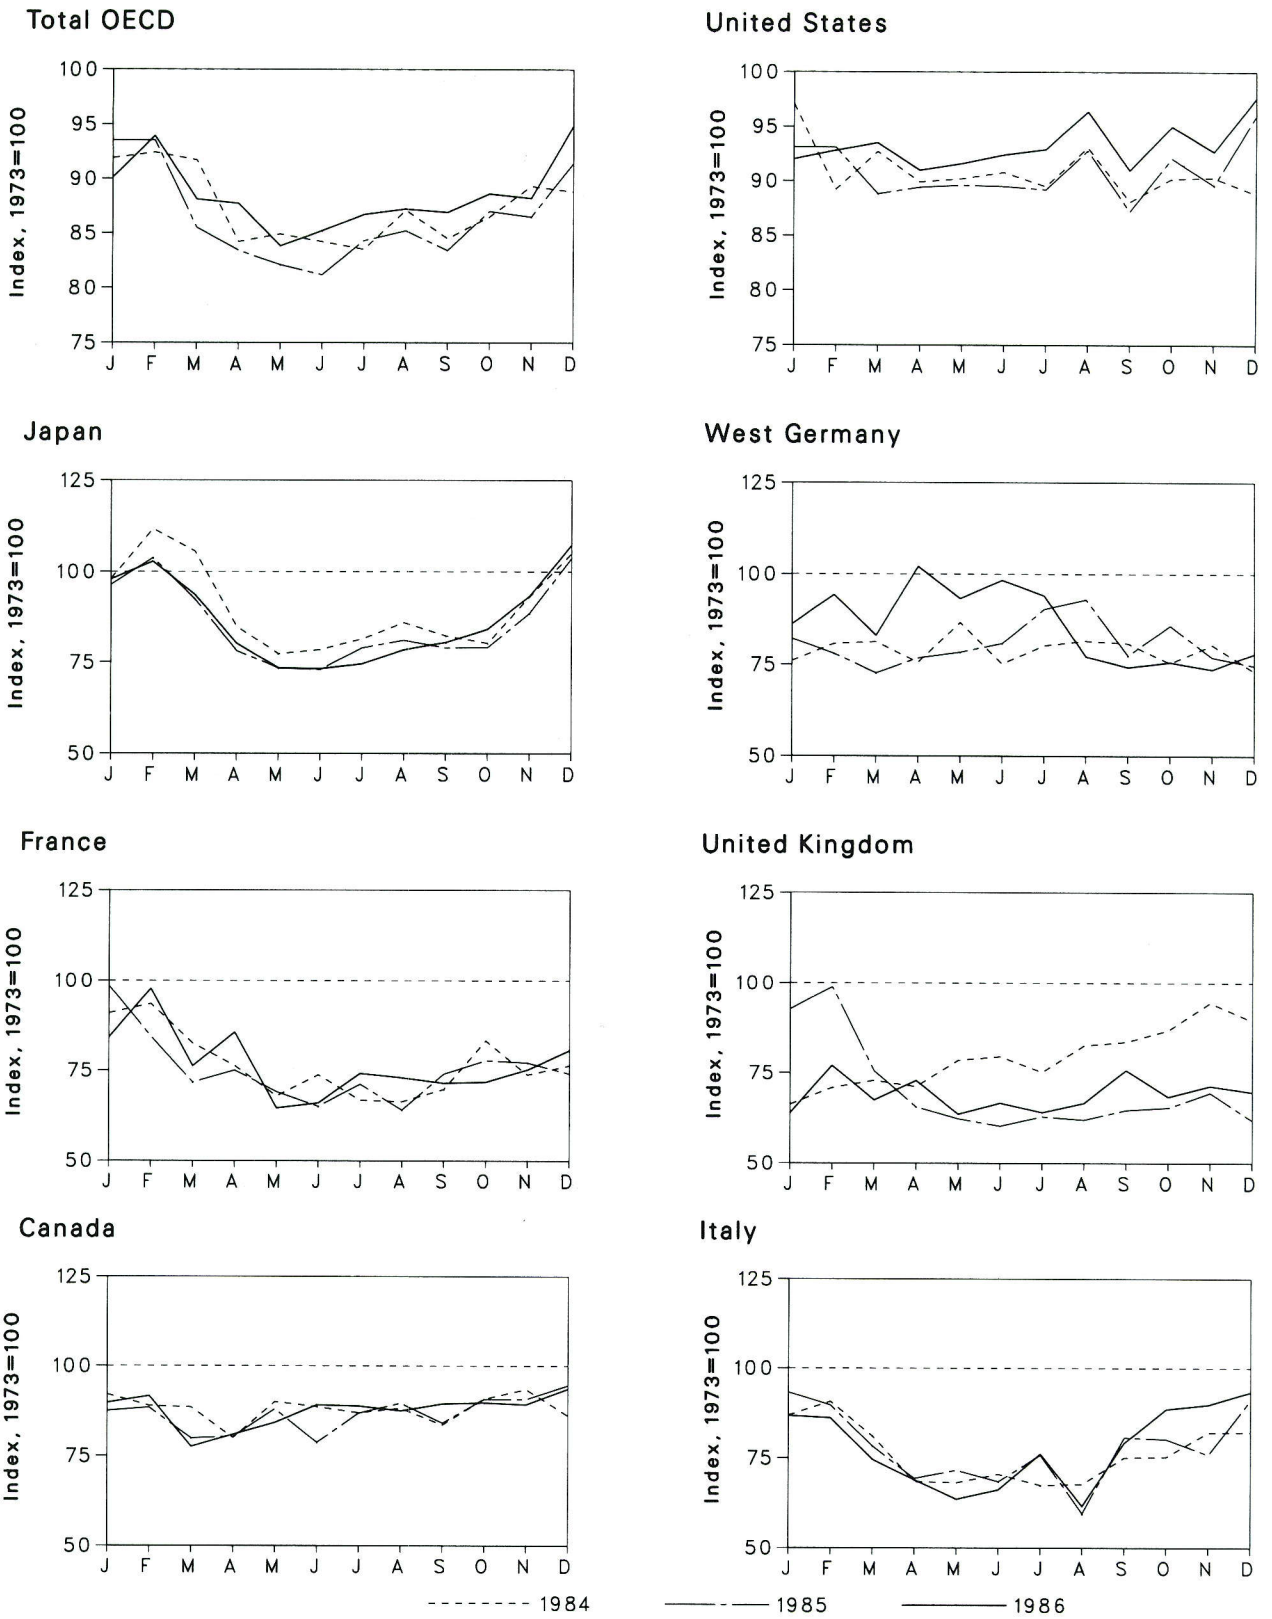 Total OECD
Index, 1973=100
100
95
90
85
80
75
J F M A M J J A S O N D
United States
Index, 1973=100
100
95
90
85
80
75
J F M A M J J A S O N D
Japan
Index, 1973=100
125
100
75
50
J F M A M J J A S O N D
West Germany
Index, 1973=100
125
100
75
50
J F M A M J J A S O N D
France
Index, 1973=100
125
100
75
50
J F M A M J J A S O N D
United Kingdom
Index, 1973=100
125
100
75
50
J F M A M J J A S O N D
Canada
Index, 1973=100
125
100
75
50
J F M A M J J A S O N D
Italy
Index, 1973=100
125
100
75
50
J F M A M J J A S O N D
1984 1985 1986